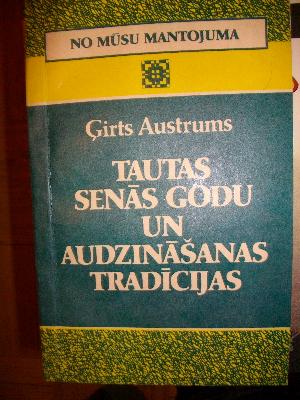 NO MŪSU MANTOJUMA
Ģirts Austrums
TAUTAS
SENĀS GODU
UN
AUDZINĀŠANAS
TRADĪCIJAS